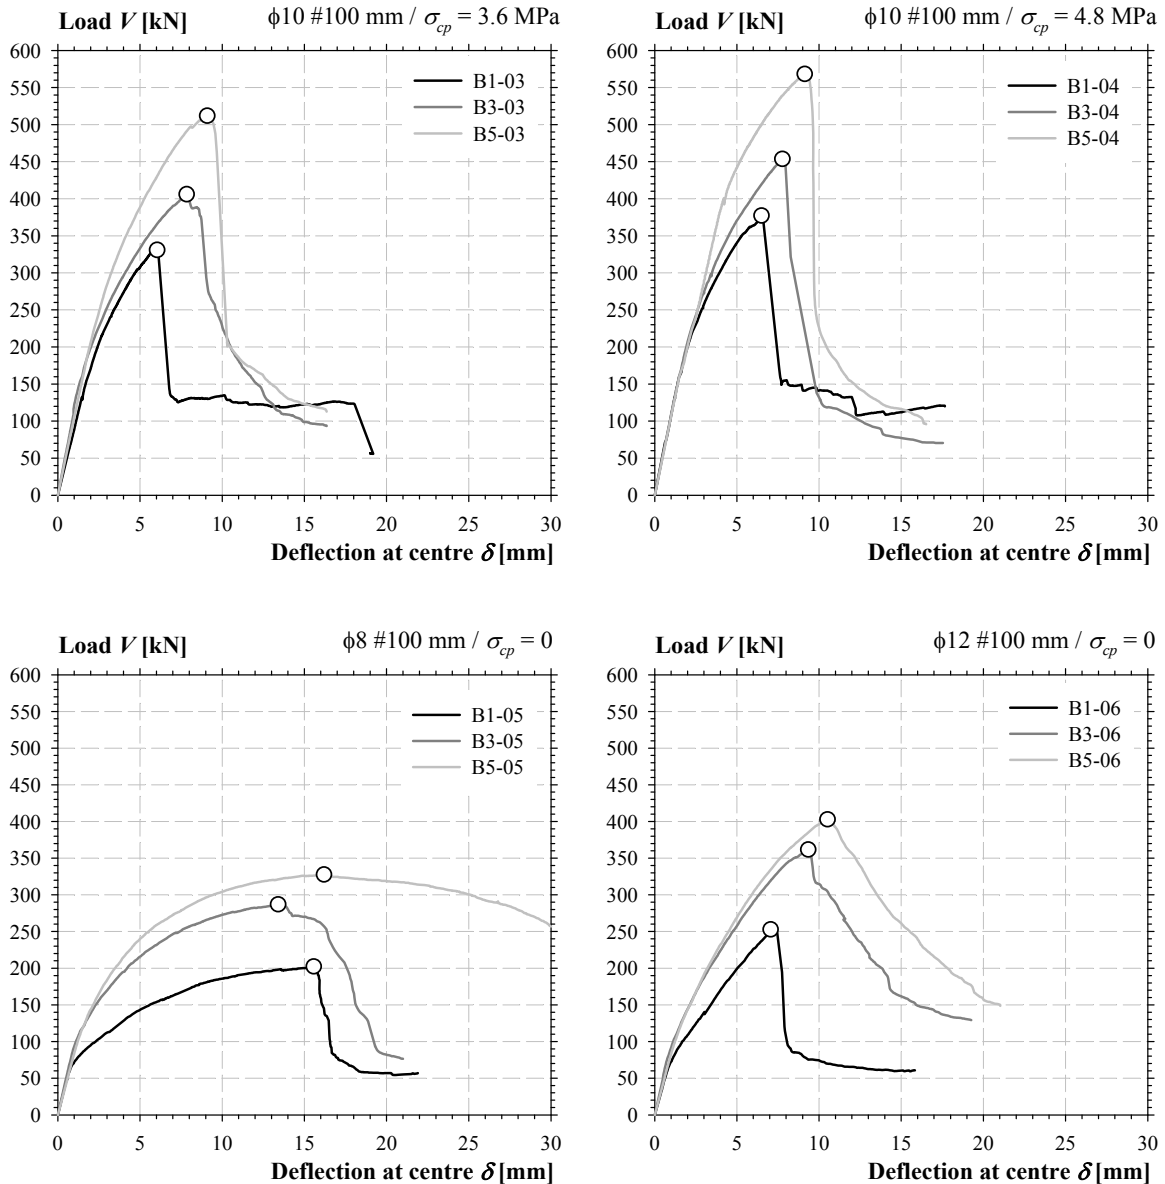 Load V [kN]
ϕ10 #100 mm / σcp = 3.6 MPa
600
550
500
450
400
350
300
250
200
150
100
50
0
B1-03
B3-03
B5-03
0 5 10 15 20 25 30
Deflection at centre δ [mm]
Load V [kN]
ϕ10 #100 mm / σcp = 4.8 MPa
600
550
500
450
400
350
300
250
200
150
100
50
0
B1-04
B3-04
B5-04
0 5 10 15 20 25 30
Deflection at centre δ [mm]
Load V [kN]
ϕ8 #100 mm / σcp = 0
600
550
500
450
400
350
300
250
200
150
100
50
0
B1-05
B3-05
B5-05
0 5 10 15 20 25 30
Deflection at centre δ [mm]
Load V [kN]
ϕ12 #100 mm / σcp = 0
600
550
500
450
400
350
300
250
200
150
100
50
0
B1-06
B3-06
B5-06
0 5 10 15 20 25 30
Deflection at centre δ [mm]